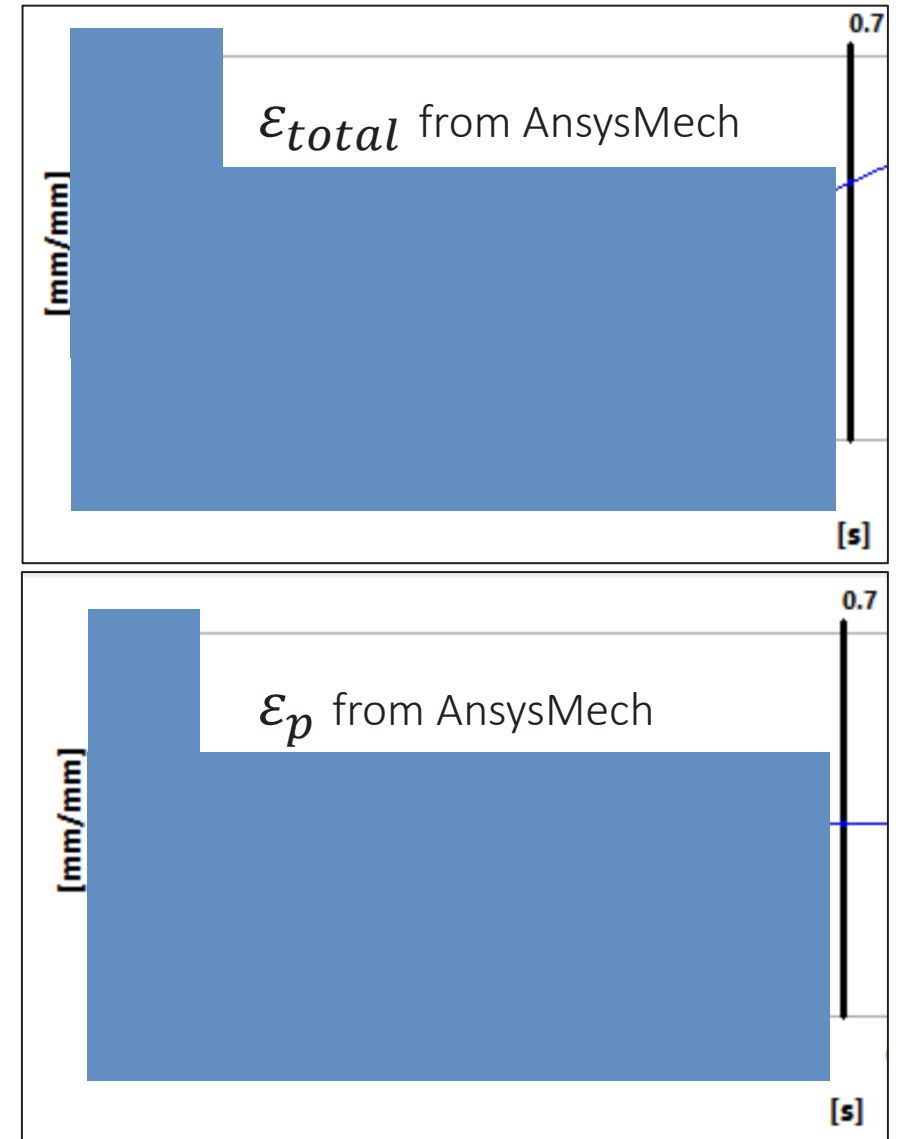 0.7
ε_total from AnsysMech
[mm/mm]
[s]
0.7
ε_p from AnsysMech
[mm/mm]
[s]